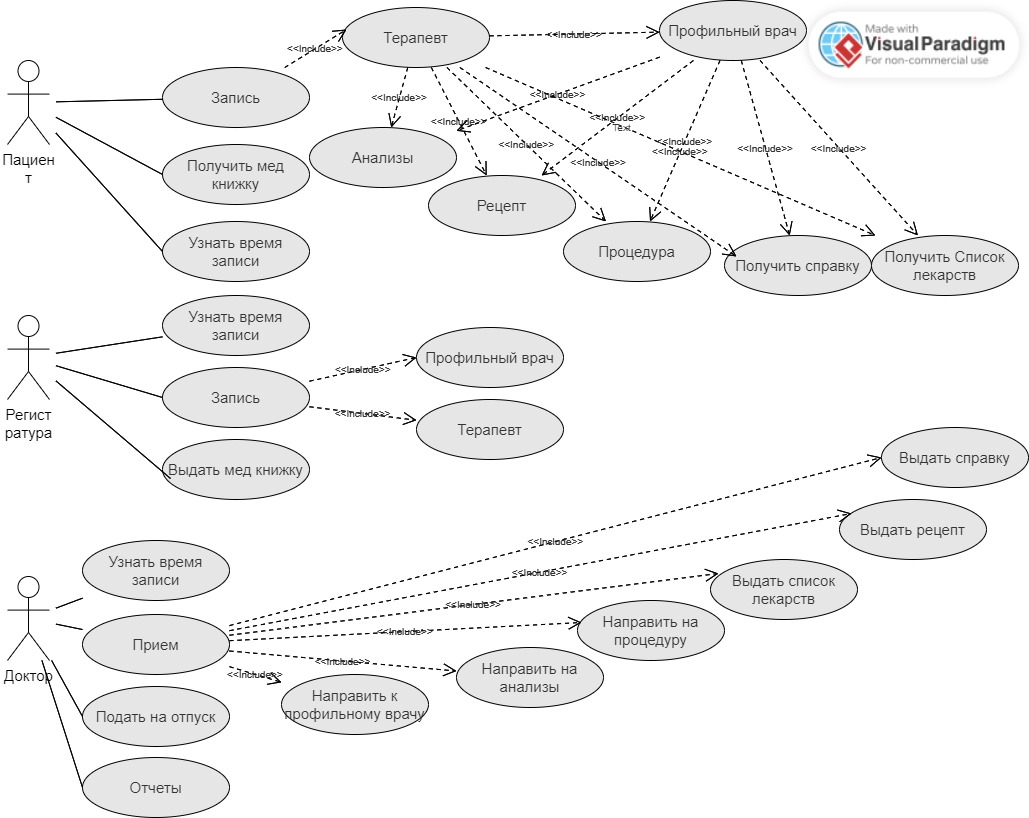 Made with
Visual Paradigm
For non-commercial use
Терапевт
<<Include>>
Профильный врач
<<Include>>
Пациен
т
Запись
Получить мед
книжку
Узнать время
записи
<<Include>>
<<Include>>
<<Include>>
<<Include>>
<<Include>>
Text
<<Include>>
<<Include>>
<<Include>>
<<Include>>
<<Include>>
<<Include>>
Анализы
Рецепт
Процедура
Получить справку
Получить Список
лекарств
Регист
ратура
Узнать время
записи
Запись
Выдать мед книжку
<<Include>>
<<Include>>
Профильный врач
Терапевт
Доктор
Узнать время
записи
Прием
Подать на отпуск
Отчеты
<<Include>>
<<Include>>
<<Include>>
<<Include>>
<<Include>>
<<Include>>
Выдать справку
Выдать рецепт
Выдать список
лекарств
Направить на
процедуру
Направить на
анализы
Направить к
профильному врачу